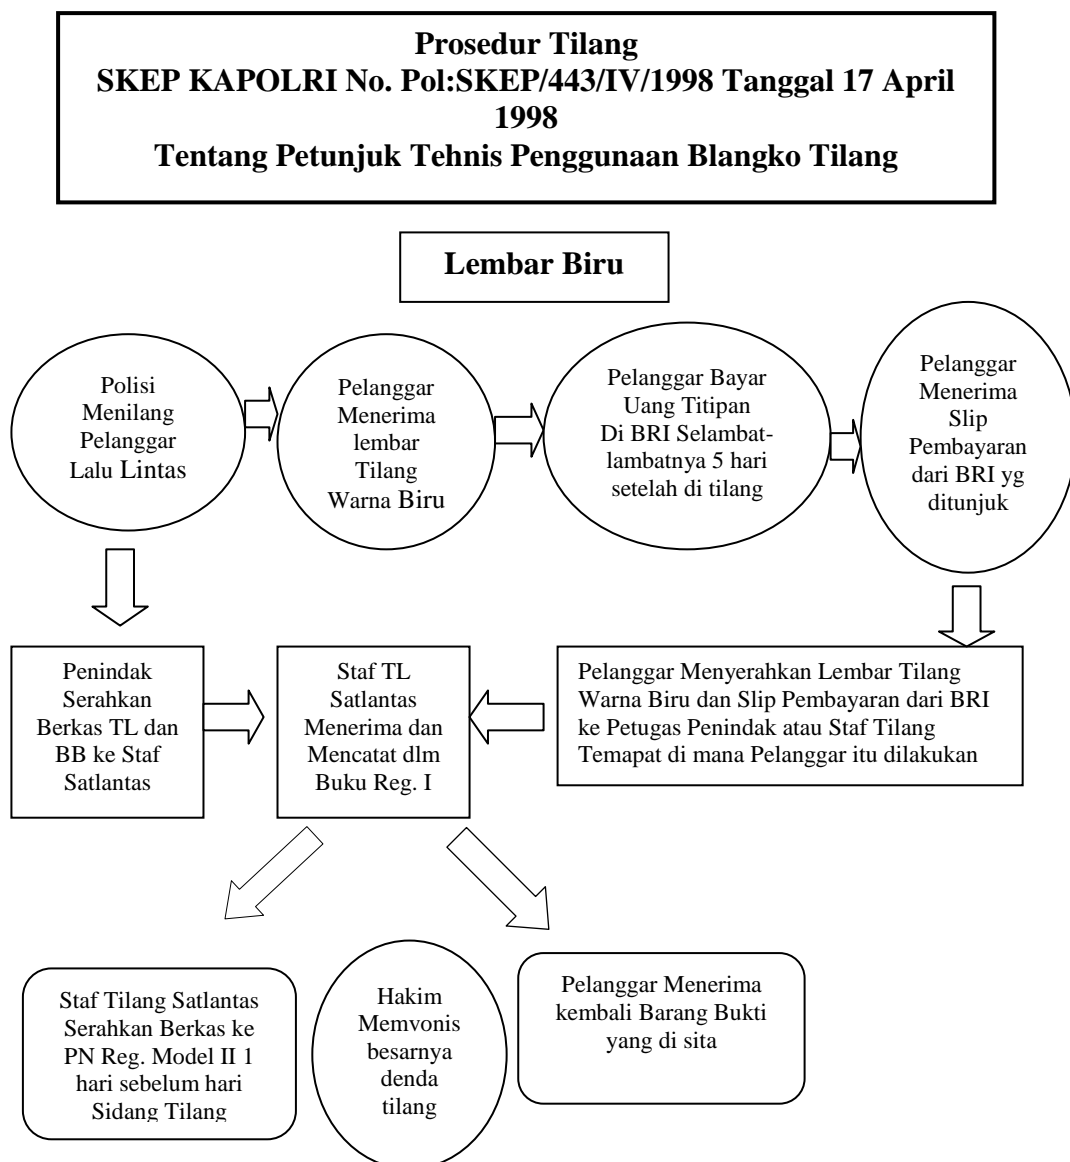 Prosedur Tilang
SKEP KAPOLRI No. Pol:SKEP/443/IV/1998 Tanggal 17 April
1998
Tentang Petunjuk Tehnis Penggunaan Blangko Tilang
Lembar Biru
Polisi
Menilang
Pelanggar
Lalu Lintas
Pelanggar
Menerima
lembar
Tilang
Warna Biru
Pelanggar Bayar
Uang Titipan
Di BRI Selambat-
lambatnya 5 hari
setelah di tilang
Pelanggar
Menerima
Slip
Pembayaran
dari BRI yg
ditunjuk
Penindak
Serahkan
Berkas TL dan
BB ke Staf
Satlantas
Staf TL
Satlantas
Menerima dan
Mencatat dlm
Buku Reg. I
Pelanggar Menyerahkan Lembar Tilang
Warna Biru dan Slip Pembayaran dari BRI
ke Petugas Penindak atau Staf Tilang
Temapat di mana Pelanggar itu dilakukan
Staf Tilang Satlantas
Serahkan Berkas ke
PN Reg. Model II 1
hari sebelum hari
Sidang Tilang
Hakim
Memvonis
besarnya
denda
tilang
Pelanggar Menerima
kembali Barang Bukti
yang di sita